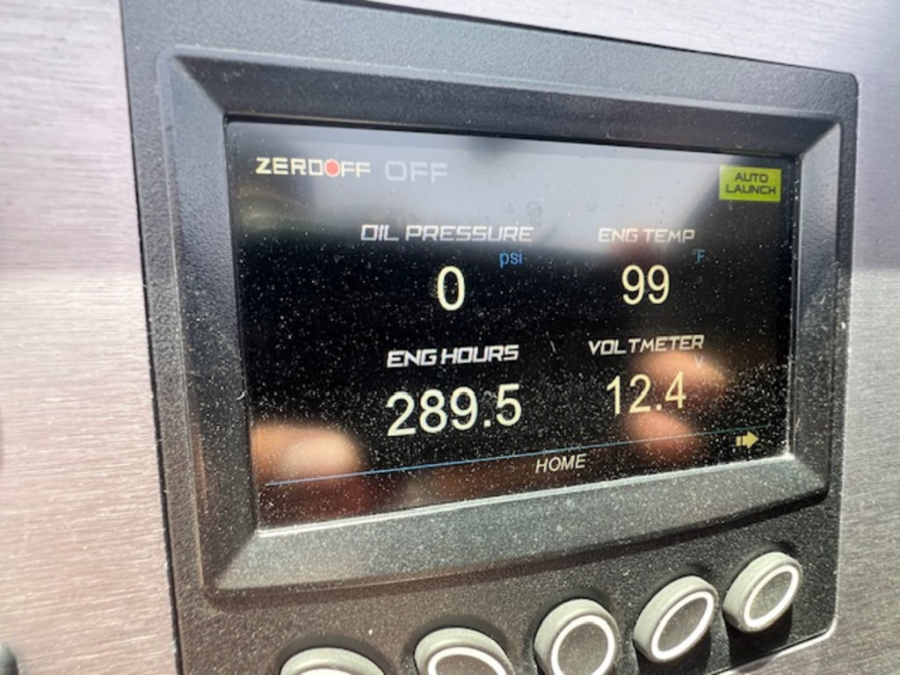 ZEROOFF OFF
AUTO
LAUNCH
OIL PRESSURE
psi
0
ENG TEMP
°F
99
ENG HOURS
289.5
VOLTMETER
V
12.4
HOME